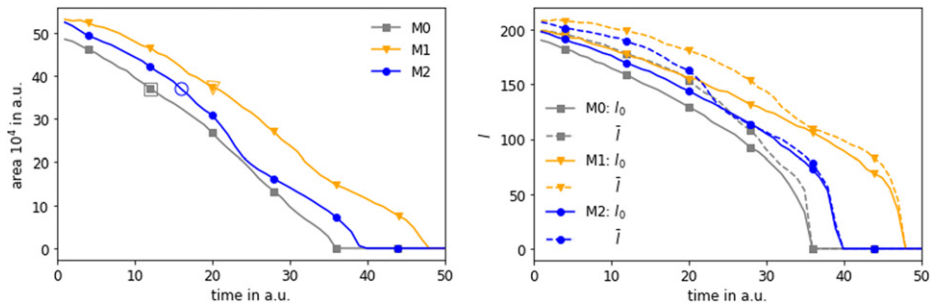 50
40
30
20
10
0
area 10⁴ in a.u.
M0
M1
M2
0 10 20 30 40 50
time in a.u.
200
150
100
50
0
I
M0: I₀
Ī
M1: I₀
Ī
M2: I₀
Ī
0 10 20 30 40 50
time in a.u.